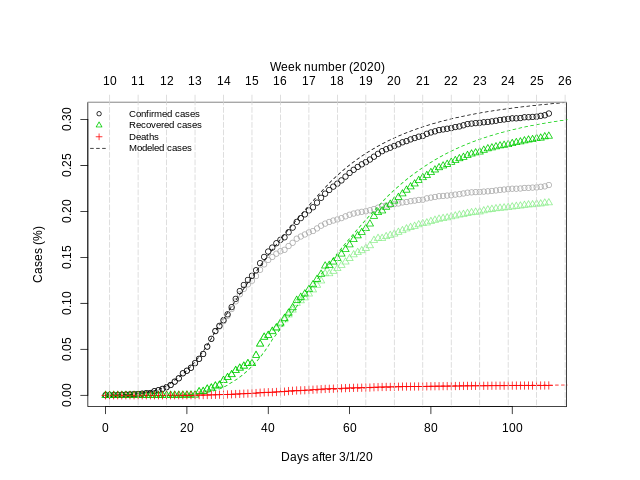 Week number (2020)
10 11 12 13 14 15 16 17 18 19 20 21 22 23 24 25 26
Confirmed cases
Recovered cases
Deaths
Modeled cases
Cases (%)
0.30
0.25
0.20
0.15
0.10
0.05
0.00
0 20 40 60 80 100
Days after 3/1/20